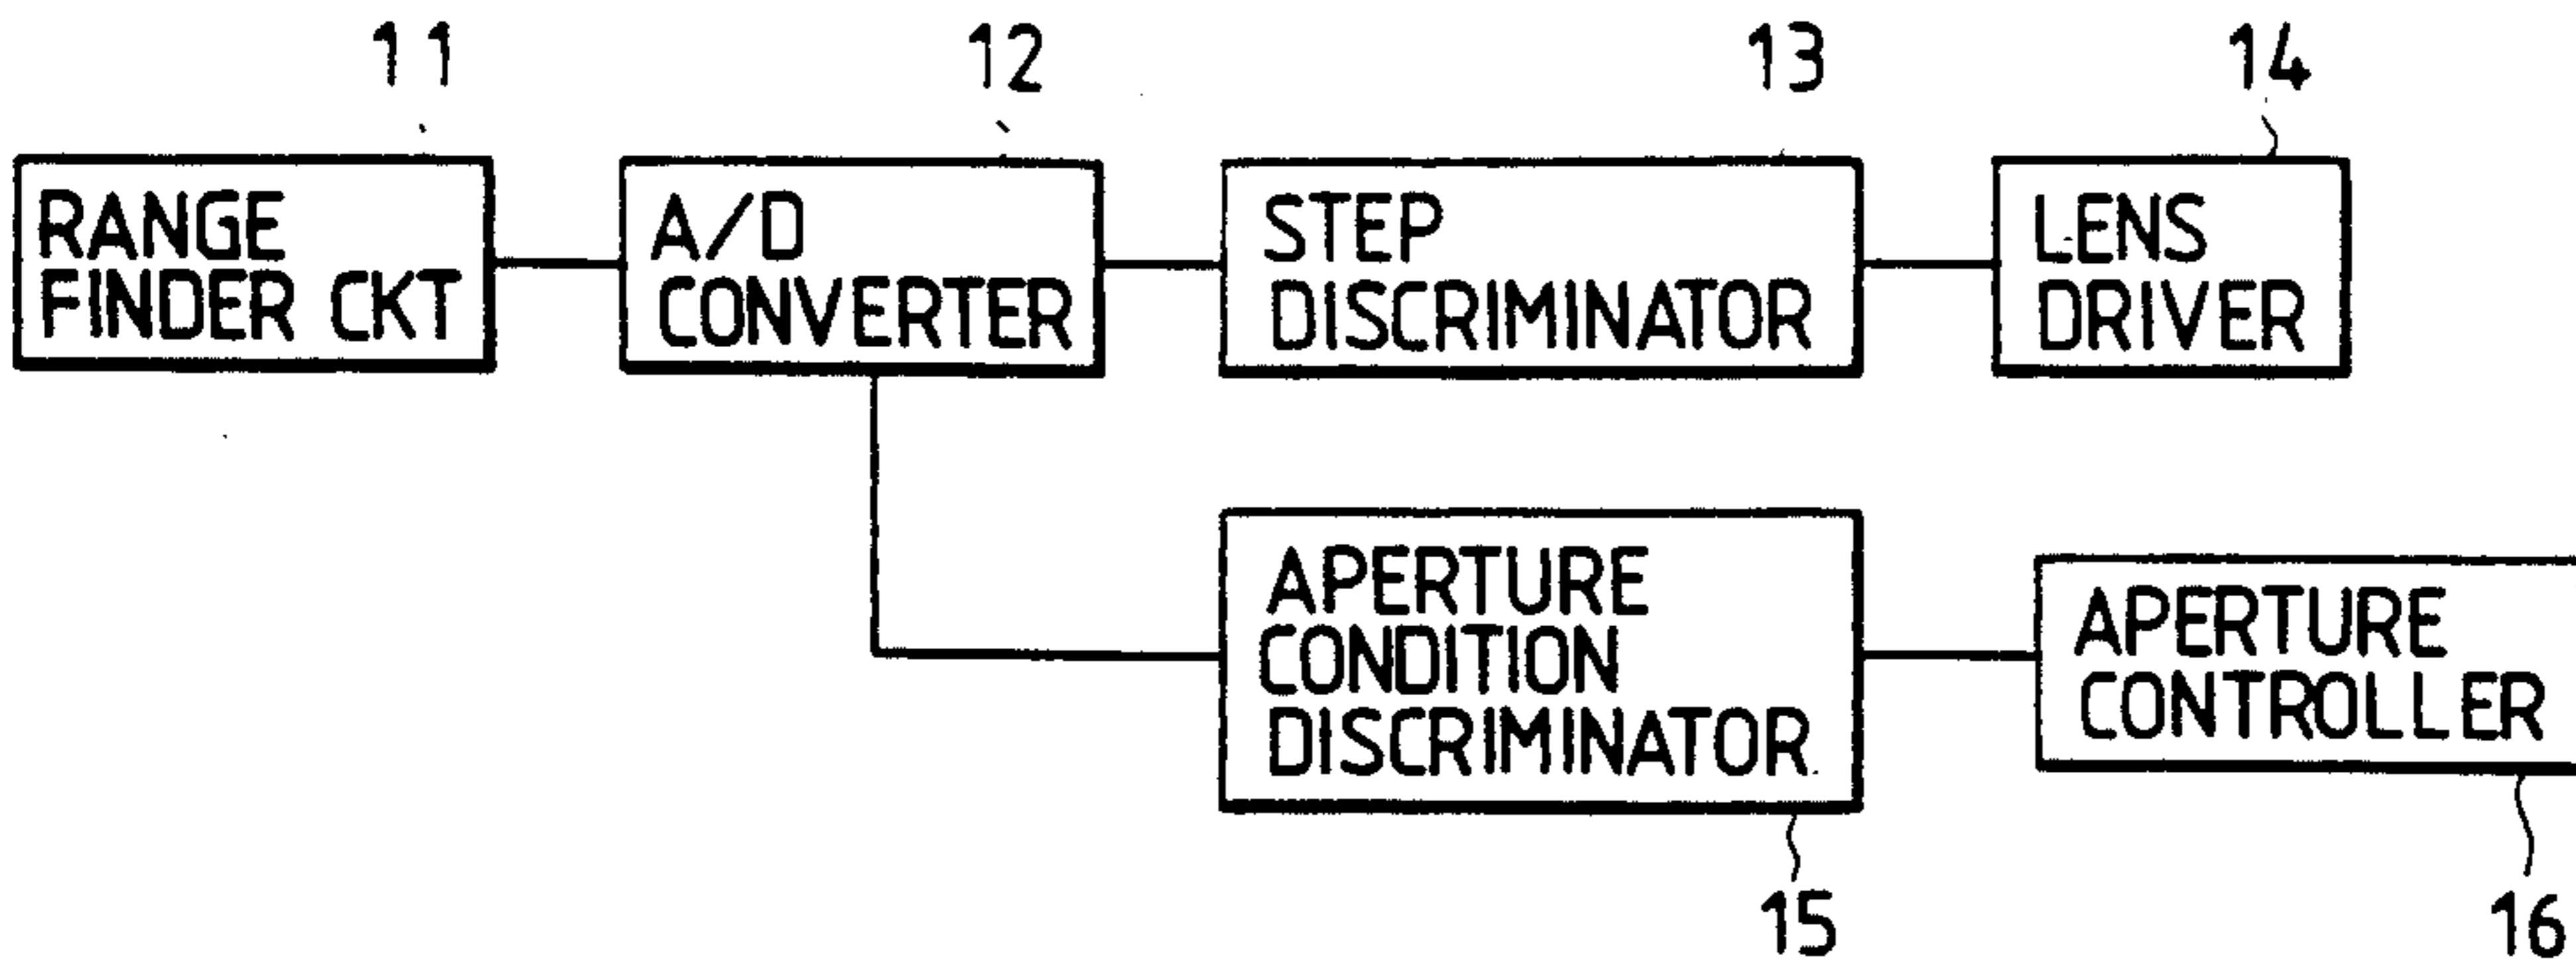 11
12
13
14
RANGE
FINDER CKT
A/D
CONVERTER
STEP
DISCRIMINATOR
LENS
DRIVER
APERTURE
CONDITION
DISCRIMINATOR
APERTURE
CONTROLLER
15
16